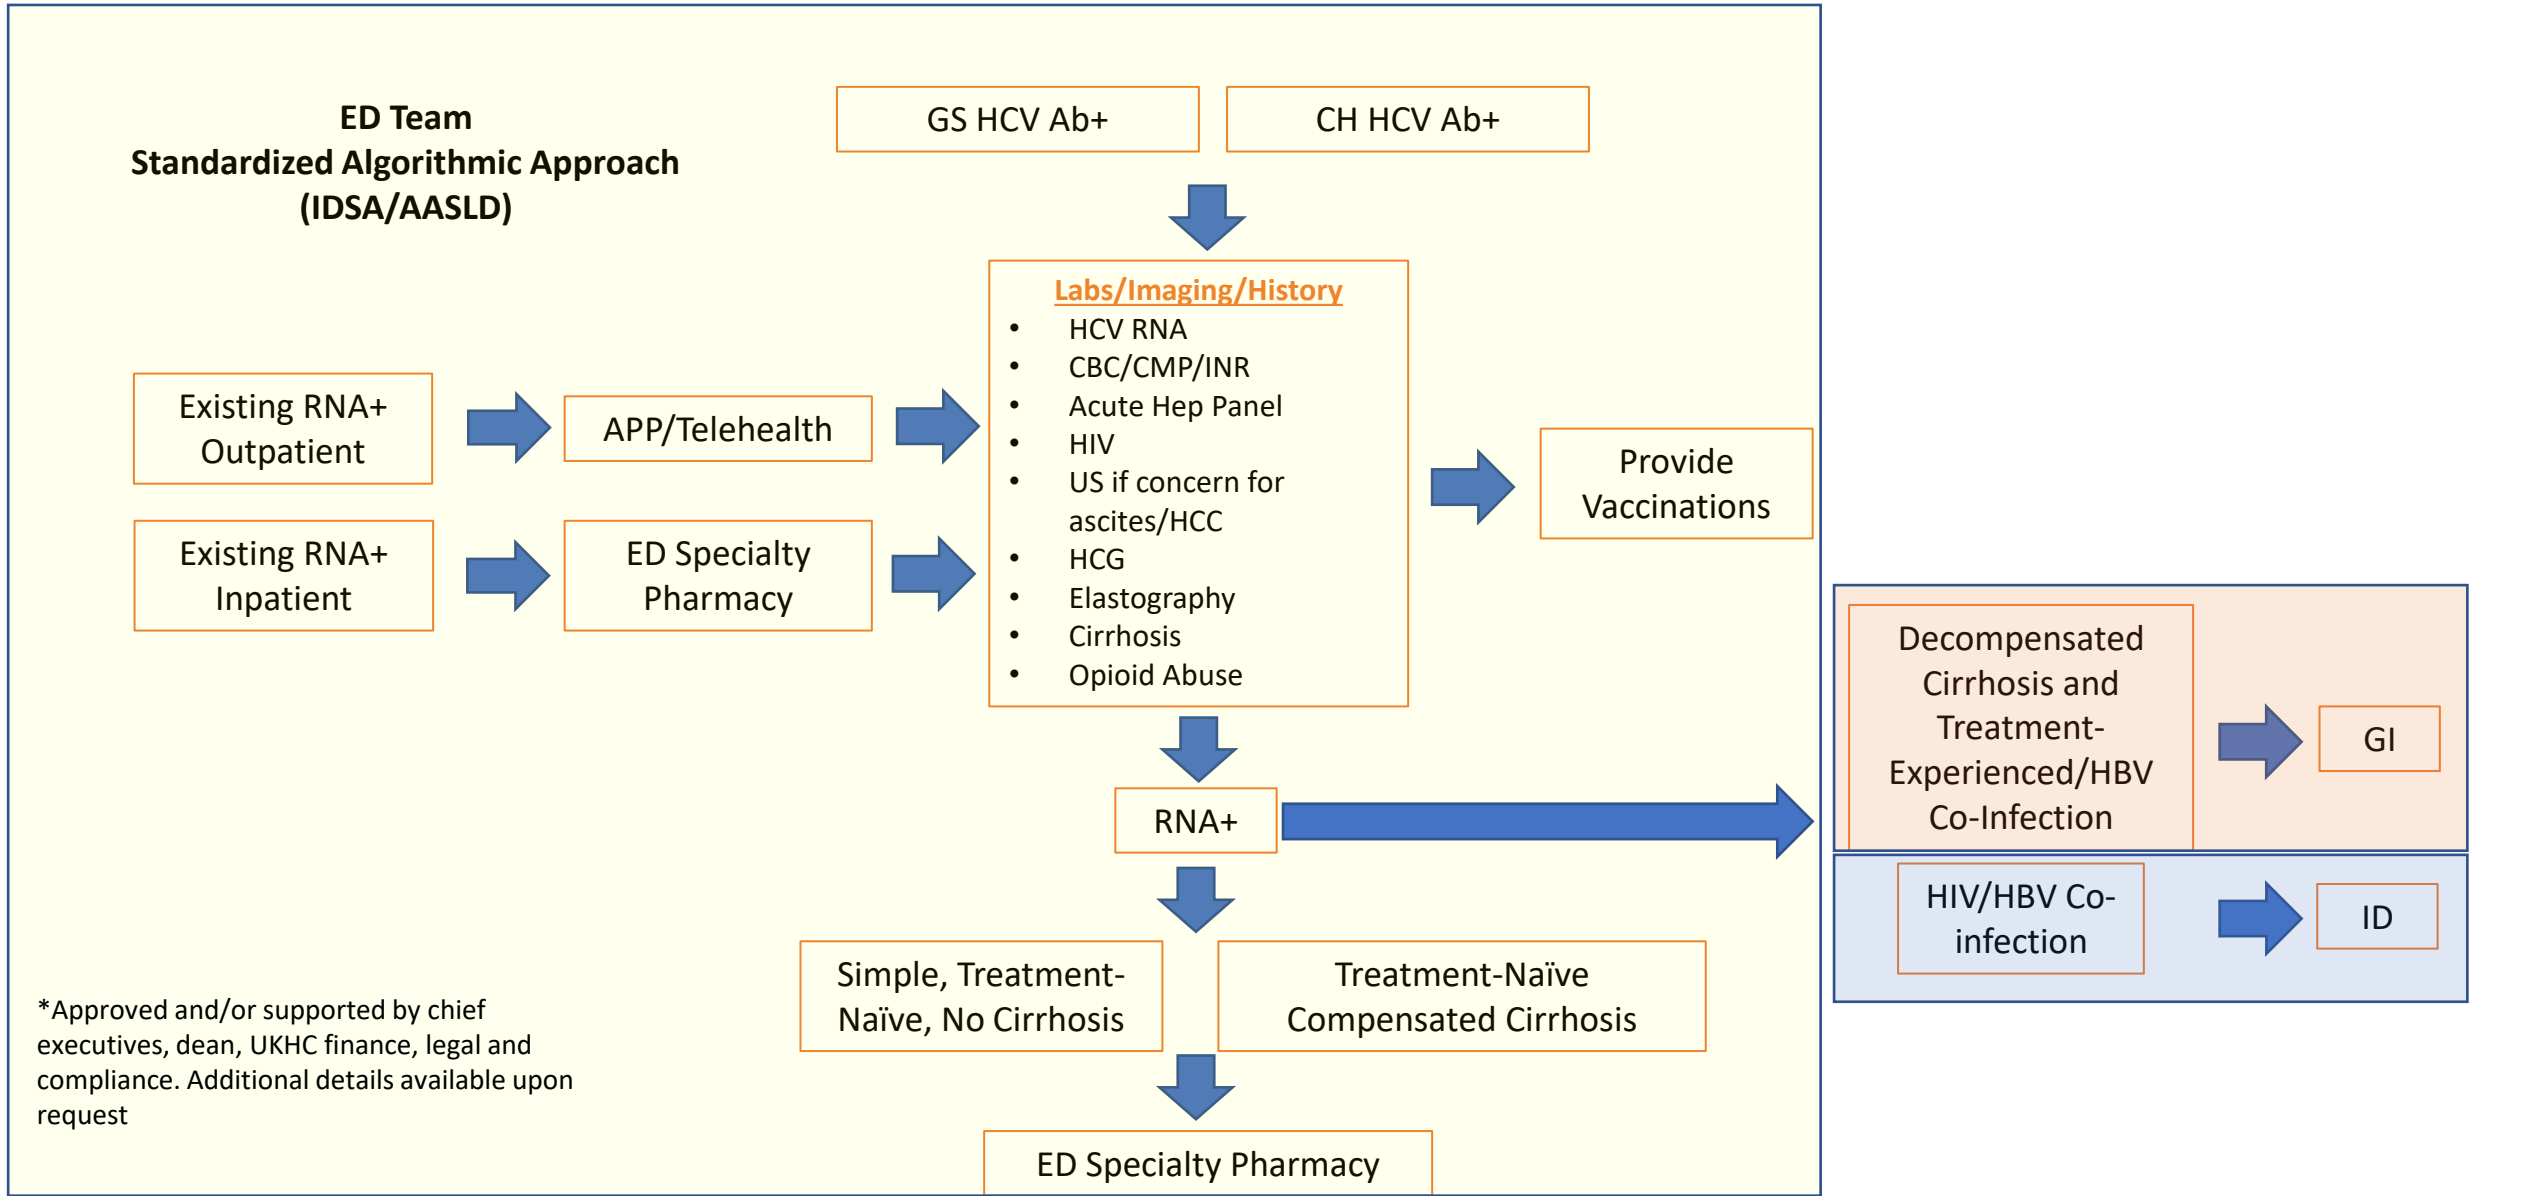 ED Team
Standardized Algorithmic Approach
(IDSA/AASLD)
GS HCV Ab+
CH HCV Ab+
Labs/Imaging/History
• HCV RNA
• CBC/CMP/INR
• Acute Hep Panel
• HIV
• US if concern for
ascites/HCC
• HCG
• Elastography
• Cirrhosis
• Opioid Abuse
Existing RNA+
Outpatient
APP/Telehealth
Existing RNA+
Inpatient
ED Specialty
Pharmacy
Provide
Vaccinations
RNA+
Decompensated
Cirrhosis and
Treatment-
Experienced/HBV
Co-Infection
GI
HIV/HBV Co-
infection
ID
Simple, Treatment-
Naïve, No Cirrhosis
Treatment-Naïve
Compensated Cirrhosis
ED Specialty Pharmacy
*Approved and/or supported by chief
executives, dean, UKHC finance, legal and
compliance. Additional details available upon
request